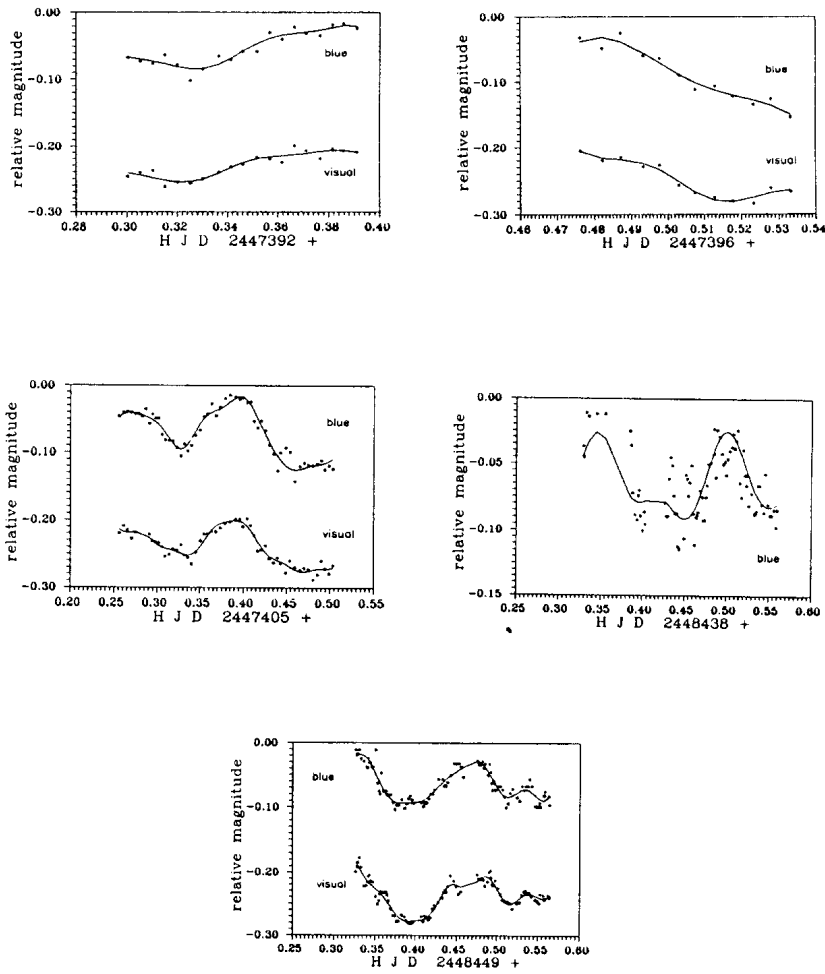 relative magnitude
0.00
-0.10
-0.20
-0.30
blue
visual
0.28 0.30 0.32 0.34 0.36 0.38 0.40
H J D 2447392 +
relative magnitude
0.00
-0.10
-0.20
-0.30
blue
visual
0.46 0.47 0.48 0.49 0.50 0.51 0.52 0.53 0.54
H J D 2447396 +
relative magnitude
0.00
-0.10
-0.20
-0.30
blue
visual
0.20 0.25 0.30 0.35 0.40 0.45 0.50 0.55
H J D 2447405 +
relative magnitude
0.00
-0.05
-0.10
-0.15
blue
0.25 0.30 0.35 0.40 0.45 0.50 0.55 0.60
H J D 2448438 +
relative magnitude
0.00
-0.10
-0.20
-0.30
blue
visual
0.25 0.30 0.35 0.40 0.45 0.50 0.55 0.60
H J D 2448449 +